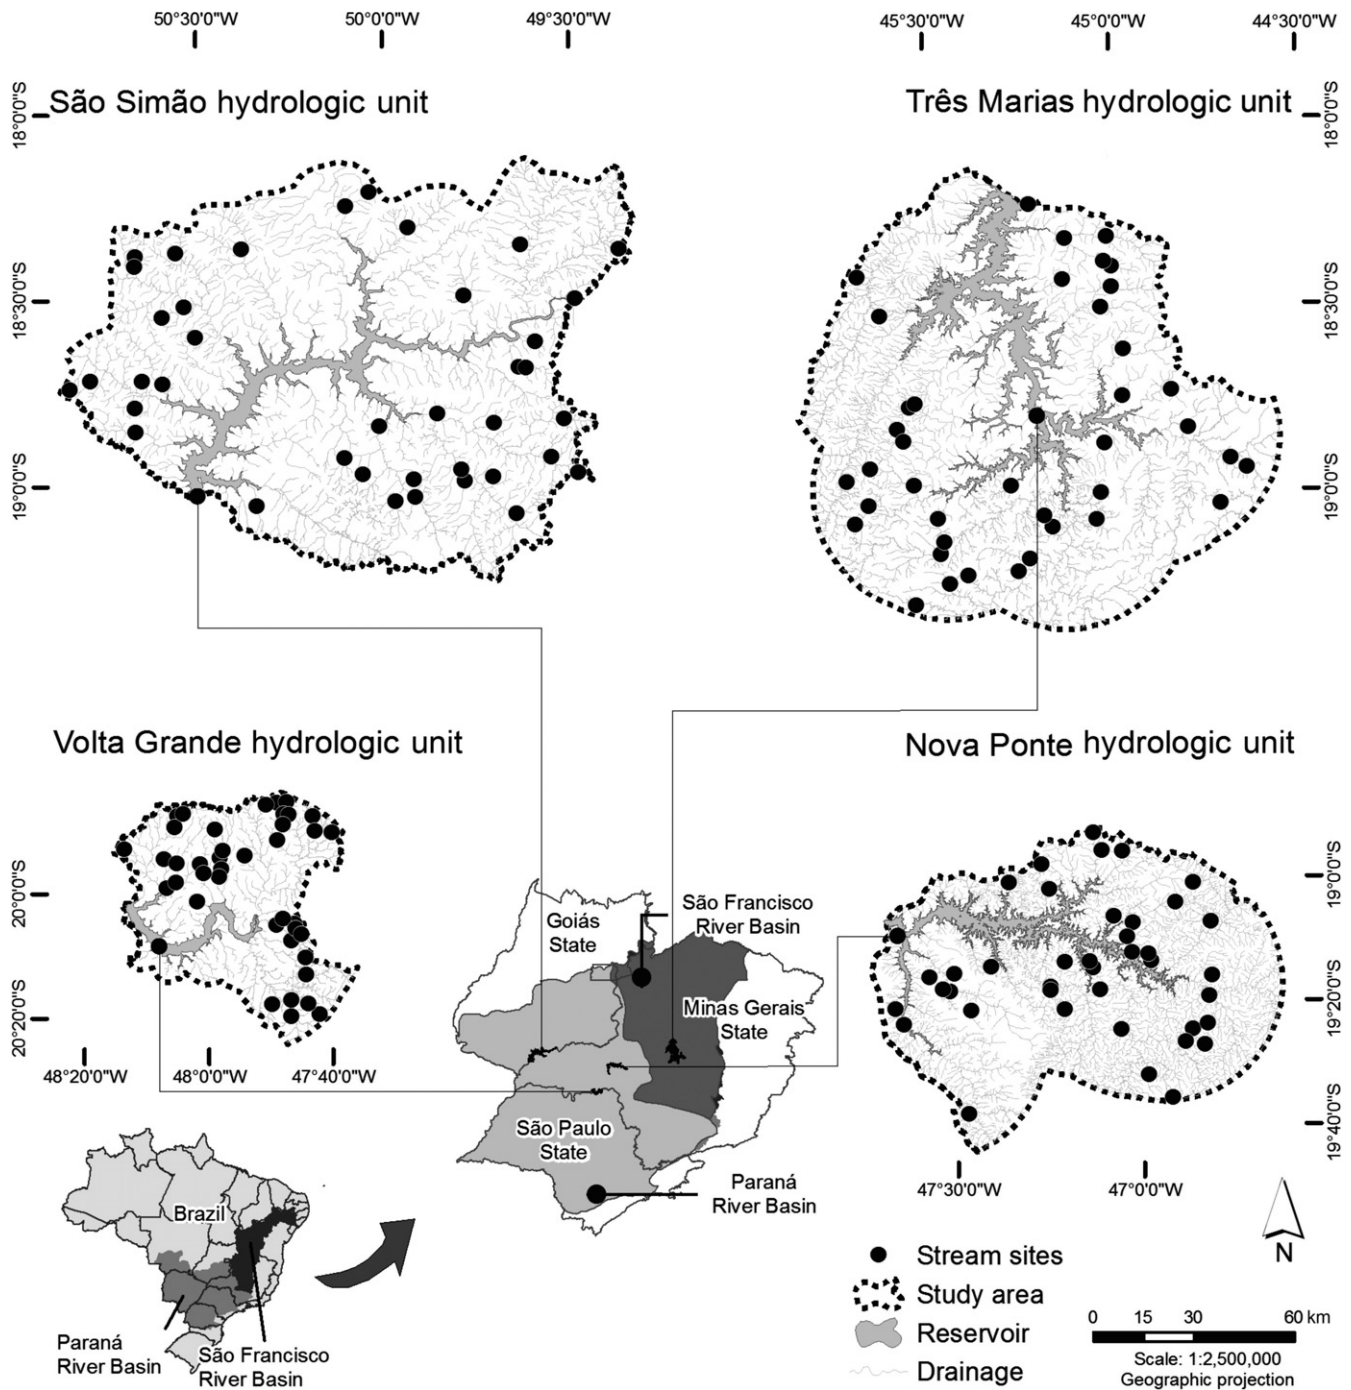 50°30'0"W
50°00'0"W
49°30'0"W
45°30'0"W
45°0'0"W
44°30'0"W
São Simão hydrologic unit
Três Marias hydrologic unit
18°0'0"S
18°30'0"S
19°0'0"S
18°0'0"S
18°30'0"S
19°0'0"S
Volta Grande hydrologic unit
Nova Ponte hydrologic unit
20°0'0"S
20°20'0"S
48°20'0"W
48°0'0"W
47°40'0"W
19°0'0"S
19°20'0"S
19°40'0"S
47°30'0"W
47°0'0"W
Goiás
State
São Francisco
River Basin
Minas Gerais
State
São Paulo
State
Paraná
River Basin
Brazil
Paraná
River Basin
São Francisco
River Basin
N
Stream sites
Study area
Reservoir
Drainage
0 15 30 60 km
Scale: 1:2,500,000
Geographic projection